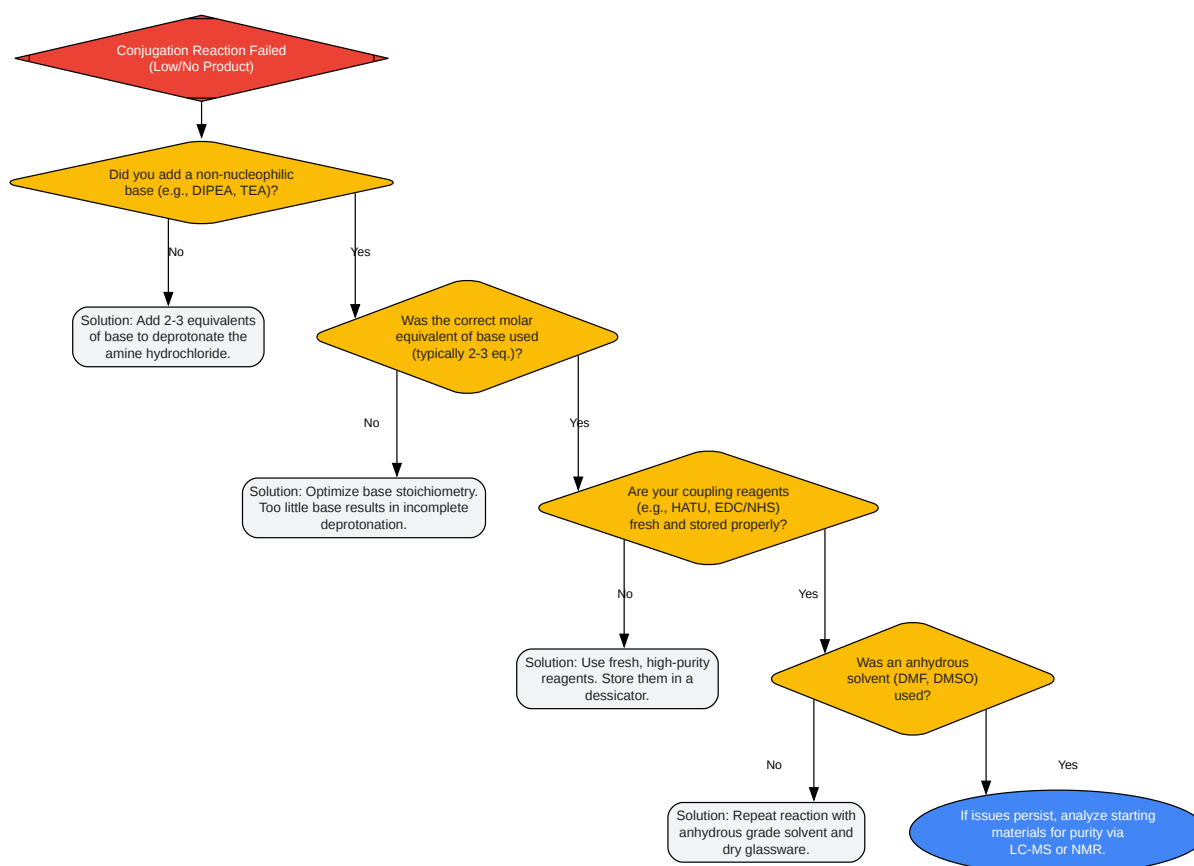 Conjugation Reaction Failed
(Low/No Product)
Did you add a non-nucleophilic
base (e.g., DIPEA, TEA)?
No
Yes
Solution: Add 2-3 equivalents
of base to deprotonate the
amine hydrochloride.
Was the correct molar
equivalent of base used
(typically 2-3 eq.)?
No
Yes
Solution: Optimize base stoichiometry.
Too little base results in incomplete
deprotonation.
Are your coupling reagents
(e.g., HATU, EDC/NHS)
fresh and stored properly?
No
Yes
Solution: Use fresh, high-purity
reagents. Store them in a
dessicator.
Was an anhydrous
solvent (DMF, DMSO)
used?
No
Yes
Solution: Repeat reaction with
anhydrous grade solvent and
dry glassware.
If issues persist, analyze starting
materials for purity via
LC-MS or NMR.